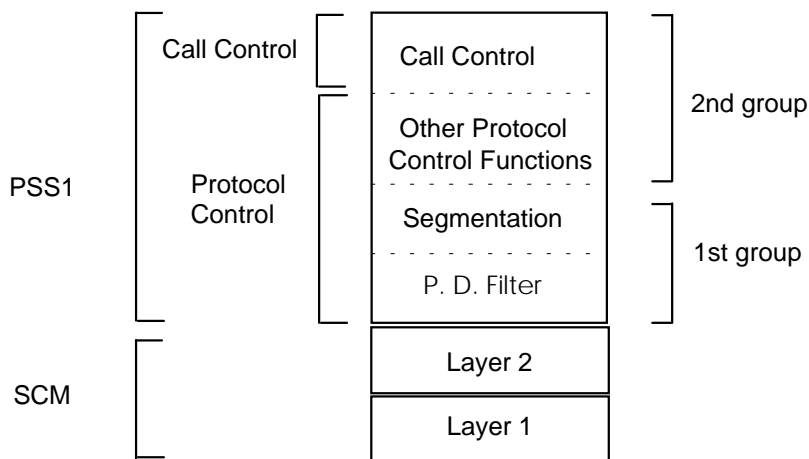 Call Control
Call Control
2nd group
Other Protocol
Control Functions
PSS1
Protocol
Control
Segmentation
1st group
P. D. Filter
Layer 2
SCM
Layer 1